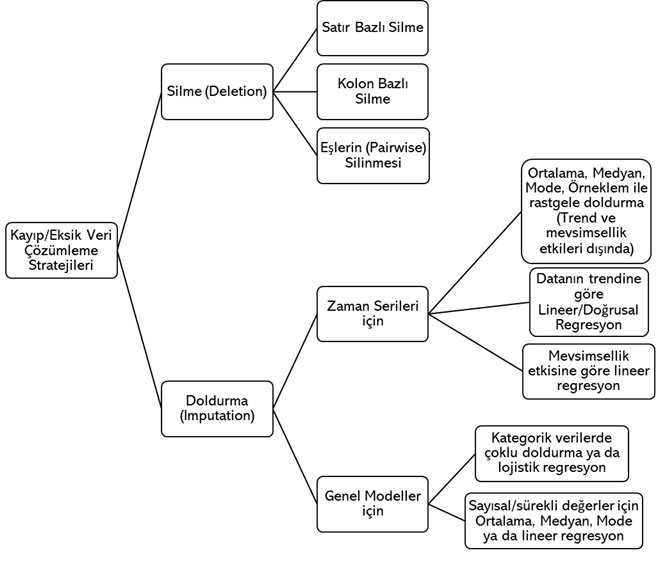 Kayıp/Eksik Veri
Çözümleme
Stratejileri
Silme (Deletion)
Satır Bazlı Silme
Kolon Bazlı
Silme
Eşlerin (Pairwise)
Silinmesi
Doldurma
(Imputation)
Zaman Serileri
için
Ortalama, Medyan,
Mode, Örneklem ile
rastgele doldurma
(Trend ve
mevsimsellik
etkileri dışında)
Datanın trendine
göre
Lineer/Doğrusal
Regresyon
Mevsimsellik
etkisine göre lineer
regresyon
Genel Modeller
için
Kategorik verilerde
çoklu doldurma ya da
lojistik regresyon
Sayısal/sürekli değerler için
Ortalama, Medyan, Mode
ya da lineer regresyon